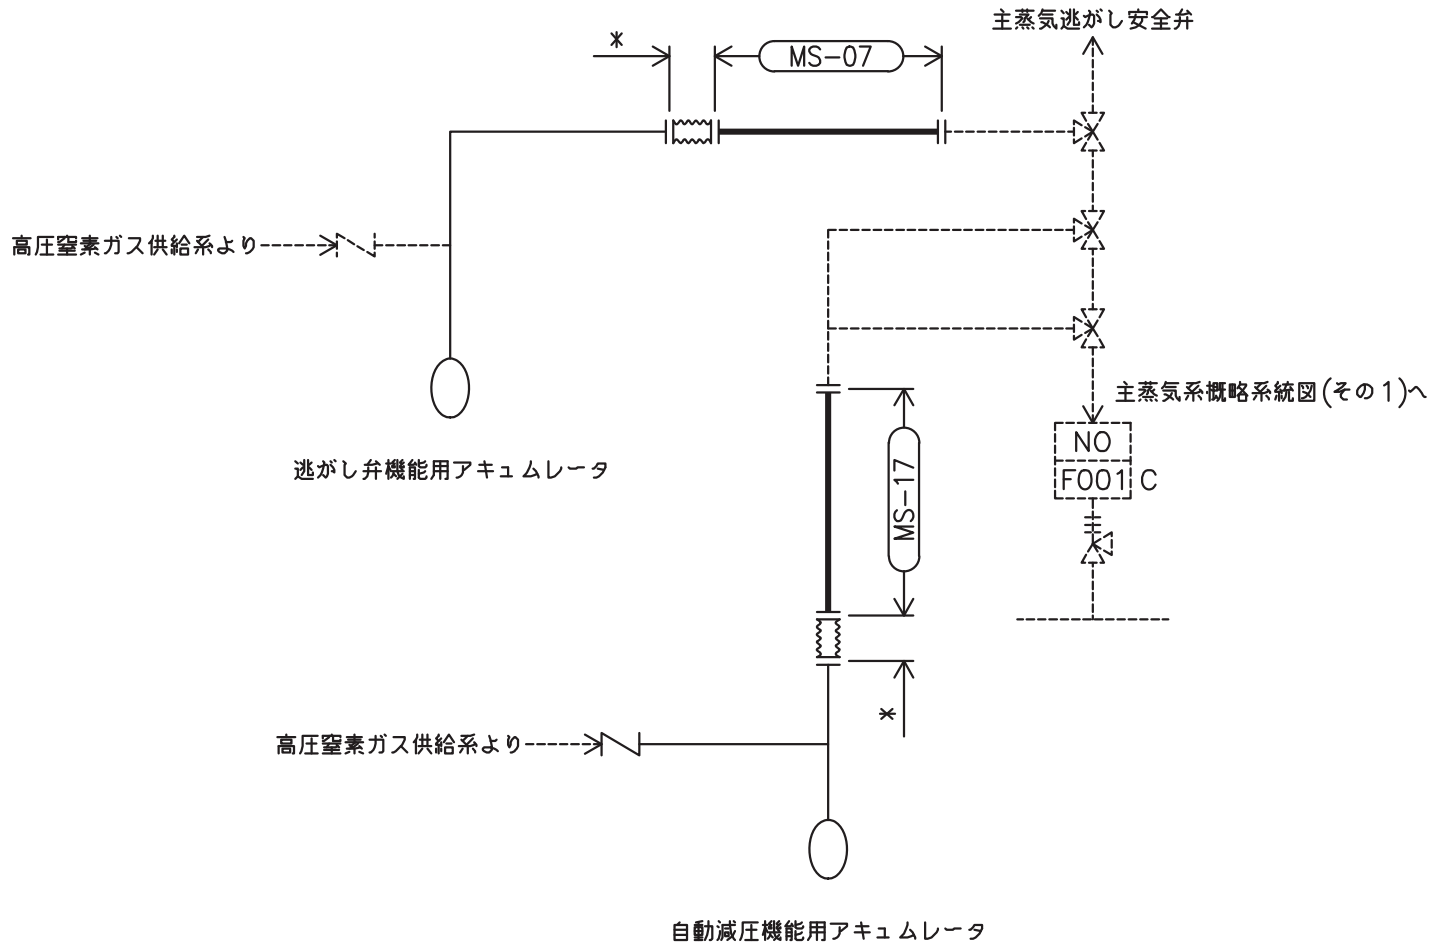 主蒸気逃がし安全弁
*
MS-07
高圧窒素ガス供給系より
主蒸気系概略系統図(その1)へ
NO
F001 C
逃がし弁機能用アキュムレータ
MS-17
*
高圧窒素ガス供給系より
自動減圧機能用アキュムレータ